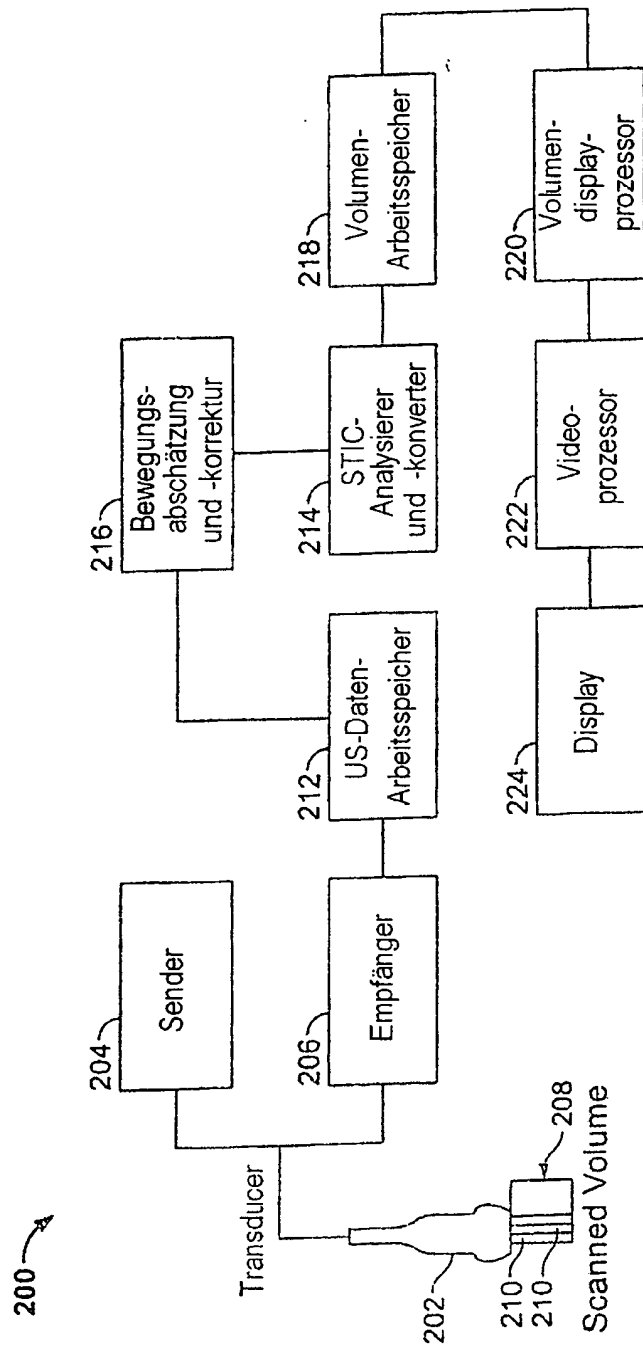 200
Transducer
202
210
210
208
Scanned Volume
204
Sender
206
Empfänger
212
US-Daten-
Arbeitsspeicher
216
Bewegungs-
abschätzung
und -korrektur
214
STIC-
Analysierer
und -konverter
218
Volumen-
Arbeitsspeicher
220
Volumen-
display-
prozessor
222
Video-
prozessor
224
Display